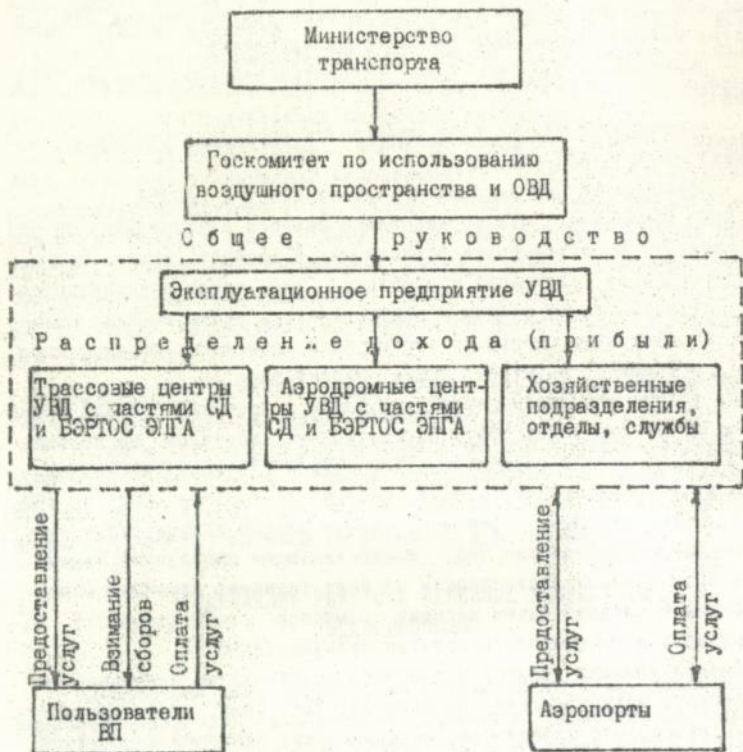 Министерство
транспорта
Госкомитет по использованию
воздушного пространства и ОВД
Общее руководство
Эксплуатационное предприятие УВД
Распределение дохода (прибыли)
Трассовые центры
УВД с частями СД
и БЭРТОС ЭПГА
Аэродромные цент-
ры УВД с частями
СД и БЭРТОС ЭПГА
Хозяйственные
подразделения,
отделы, службы
Предоставление
услуг
Взимание
сборов
Оплата
услуг
Предоставление
услуг
Оплата
услуг
Пользователи
ВП
Аэропорты